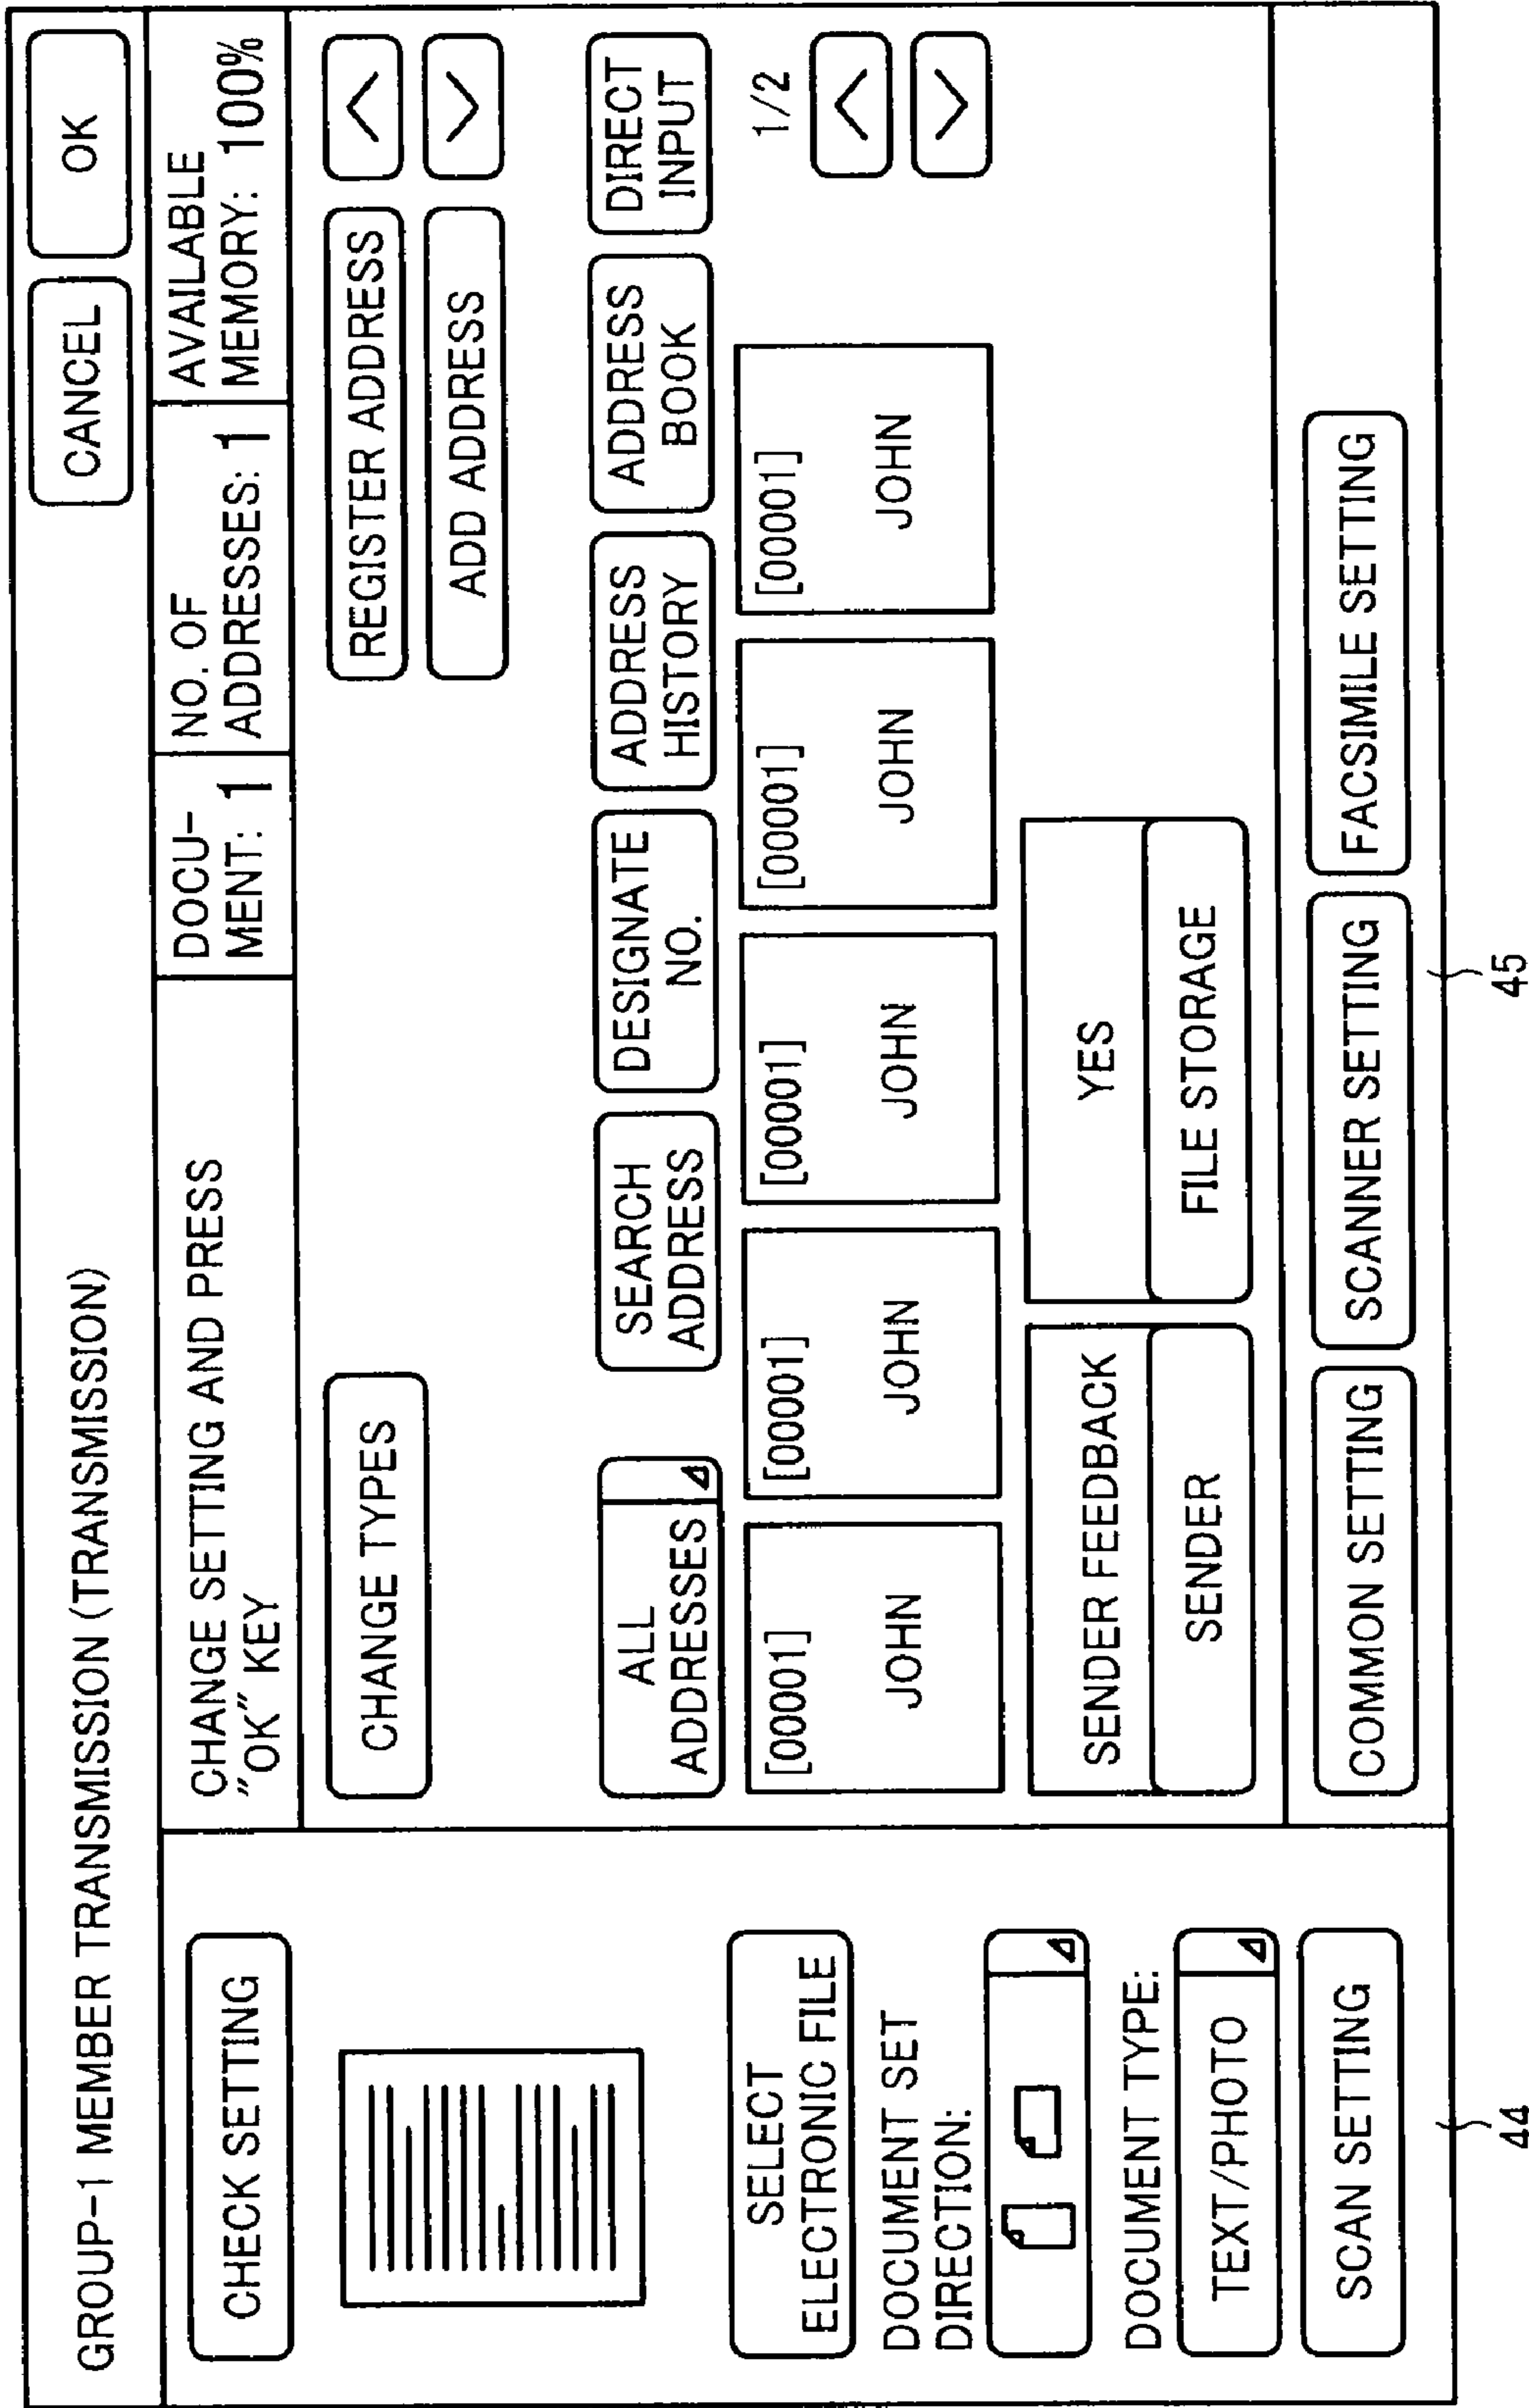 GROUP-1 MEMBER TRANSMISSION (TRANSMISSION)
CANCEL
OK
CHECK SETTING
SELECT
ELECTRONIC FILE
DOCUMENT SET
DIRECTION:
DOCUMENT TYPE:
TEXT/PHOTO
SCAN SETTING
44
CHANGE SETTING AND PRESS
"OK" KEY
DOCU-
MENT: 1
NO. OF
ADDRESSES: 1
AVAILABLE
MEMORY: 100%
CHANGE TYPES
REGISTER ADDRESS
ADD ADDRESS
ALL
ADDRESSES
SEARCH
ADDRESS
DESIGNATE
NO.
ADDRESS
HISTORY
ADDRESS
BOOK
DIRECT
INPUT
[00001]
JOHN
[00001]
JOHN
[00001]
JOHN
[00001]
JOHN
[00001]
JOHN
1/2
SENDER FEEDBACK
YES
SENDER
FILE STORAGE
COMMON SETTING
SCANNER SETTING
FACSIMILE SETTING
45